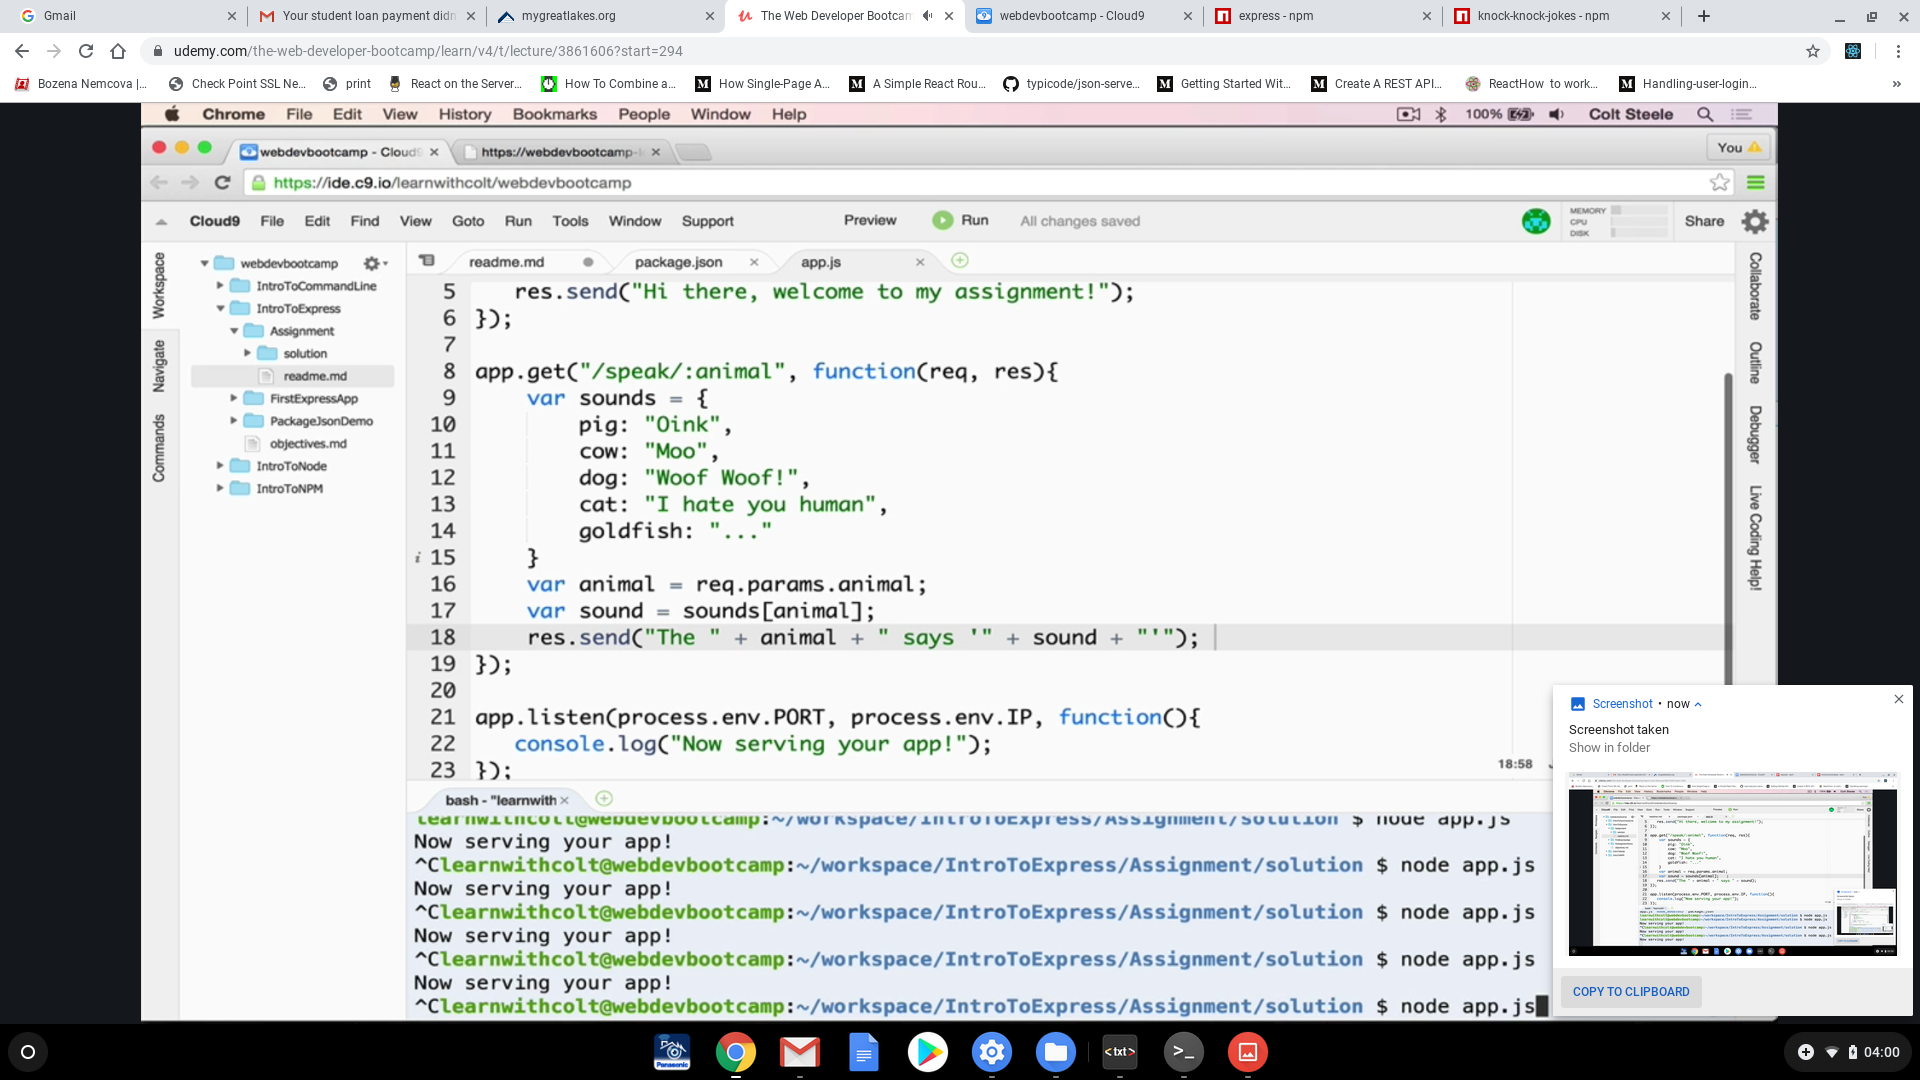 Gmail
Your student loan payment didn
mygreatlakes.org
The Web Developer Bootcam
webdevbootcamp - Cloud9
express - npm
knock-knock-jokes - npm
udemy.com/the-web-developer-bootcamp/learn/v4/t/lecture/3861606?start=294
Bozena Nemcova |...
Check Point SSL Ne...
print
React on the Server...
How To Combine a...
How Single-Page A...
A Simple React Rou...
typicode/json-serve...
Getting Started Wit...
Create A REST API...
ReactHow to work...
Handling-user-login...
Chrome File Edit View History Bookmarks People Window Help
100%
Colt Steele
webdevbootcamp - Cloud9
https://webdevbootcamp-l
You
https://ide.c9.io/learnwithcolt/webdevbootcamp
Cloud9 File Edit Find View Goto Run Tools Window Support
Preview
Run
All changes saved
MEMORY
CPU
DISK
Share
Workspace
Navigate
Commands
webdevbootcamp
IntroToCommandLine
IntroToExpress
Assignment
solution
readme.md
FirstExpressApp
PackageJsonDemo
objectives.md
IntroToNode
IntroToNPM
readme.md
package.json
app.js
5 res.send("Hi there, welcome to my assignment!");
6 });
7
8 app.get("/speak/:animal", function(req, res){
9 var sounds = {
10 pig: "Oink",
11 cow: "Moo",
12 dog: "Woof Woof!",
13 cat: "I hate you human",
14 goldfish: "..."
15 }
16 var animal = req.params.animal;
17 var sound = sounds[animal];
18 res.send("The " + animal + " says '" + sound + "'");
19 });
20
21 app.listen(process.env.PORT, process.env.IP, function(){
22 console.log("Now serving your app!");
23 });
18:58
Collaborate
Outline
Debugger
Live Coding Help!
bash - "learnwith
learnwithcolt@webdevbootcamp:~/workspace/IntroToExpress/Assignment/solution $ node app.js
Now serving your app!
^Clearnwithcolt@webdevbootcamp:~/workspace/IntroToExpress/Assignment/solution $ node app.js
Now serving your app!
^Clearnwithcolt@webdevbootcamp:~/workspace/IntroToExpress/Assignment/solution $ node app.js
Now serving your app!
^Clearnwithcolt@webdevbootcamp:~/workspace/IntroToExpress/Assignment/solution $ node app.js
Now serving your app!
^Clearnwithcolt@webdevbootcamp:~/workspace/IntroToExpress/Assignment/solution $ node app.js
Screenshot • now
Screenshot taken
Show in folder
COPY TO CLIPBOARD
Panasonic
<txt>
04:00